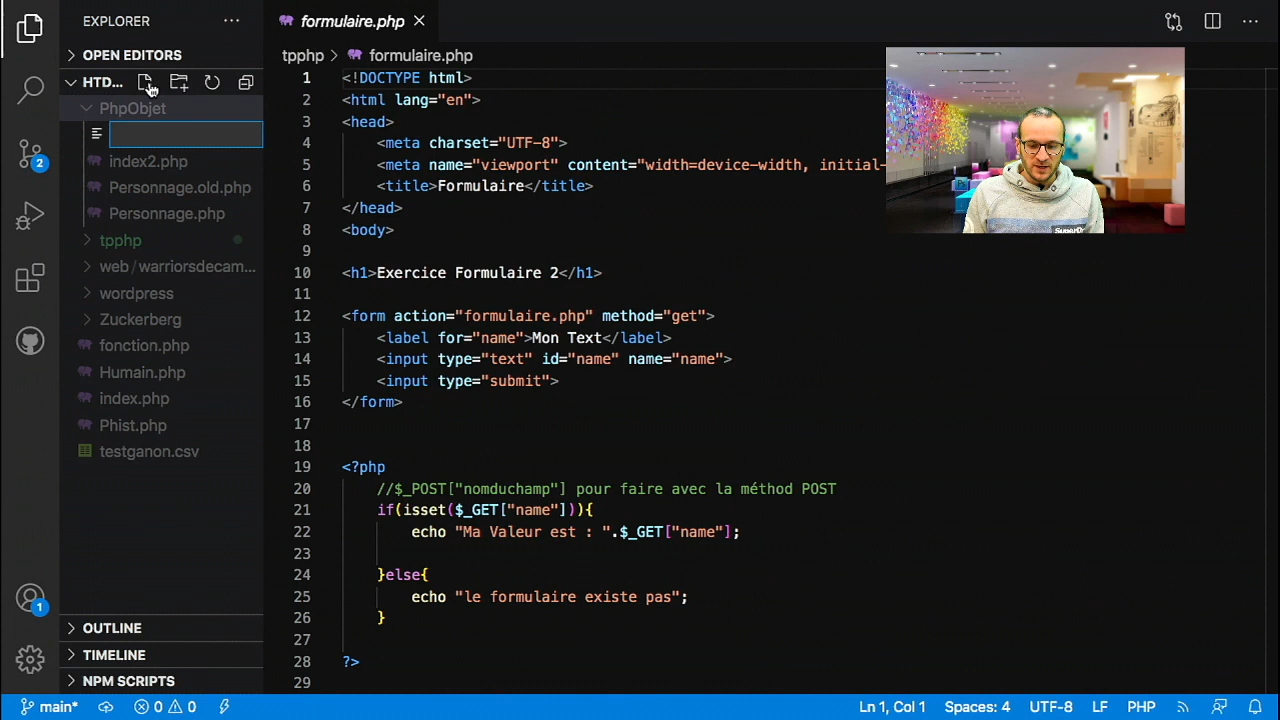 EXPLORER
formulaire.php
OPEN EDITORS
tpphp
formulaire.php
HTD...
PhpObjet
index2.php
Personnage.old.php
Personnage.php
tpphp
web/warriorsdecam...
wordpress
Zuckerberg
fonction.php
Humain.php
index.php
Phist.php
testganon.csv
OUTLINE
TIMELINE
NPM SCRIPTS
2
1
1 <!DOCTYPE html>
2 <html lang="en">
3 <head>
4 <meta charset="UTF-8">
5 <meta name="viewport" content="width=device-width, initial-
6 <title>Formulaire</title>
7 </head>
8 <body>
9
10 <h1>Exercice Formulaire 2</h1>
11
12 <form action="formulaire.php" method="get">
13 <label for="name">Mon Text</label>
14 <input type="text" id="name" name="name">
15 <input type="submit">
16 </form>
17
18
19 <?php
20 //$_POST["nomduchamp"] pour faire avec la méthod POST
21 if(isset($_GET["name"])){
22 echo "Ma Valeur est : ".$_GET["name"];
23
24 }else{
25 echo "le formulaire existe pas";
26 }
27
28 ?>
29
main* 0 0 Ln 1, Col 1 Spaces: 4 UTF-8 LF PHP